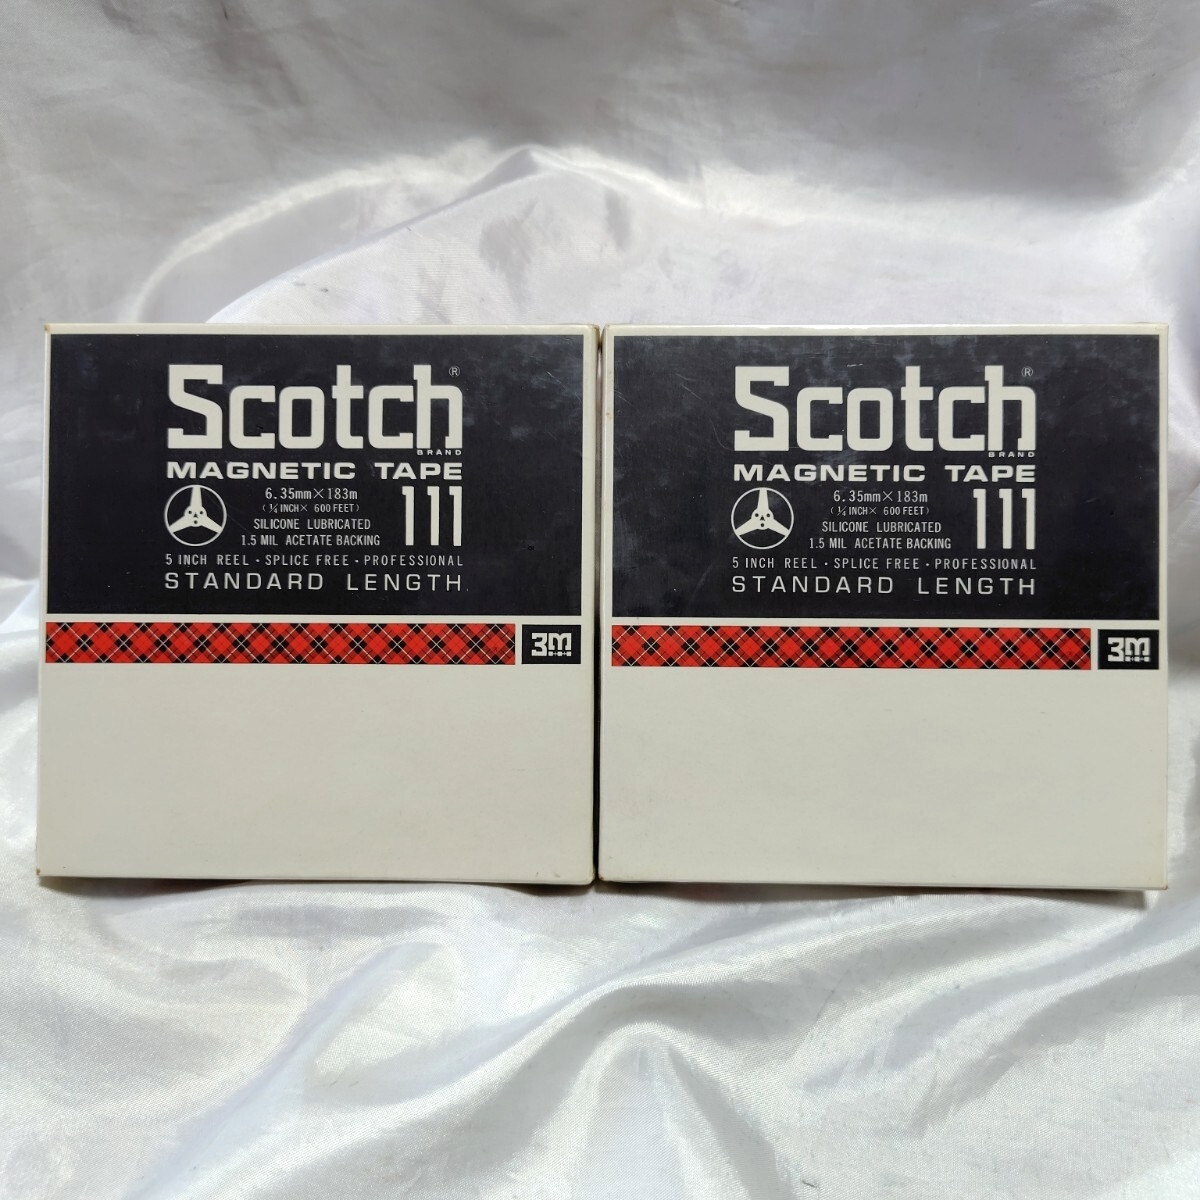 Scotch®
BRAND
MAGNETIC TAPE
6.35mm×183m
(¼ INCH× 600 FEET)
SILICONE LUBRICATED
1.5 MIL ACETATE BACKING
111
5 INCH REEL · SPLICE FREE · PROFESSIONAL
STANDARD LENGTH
3M
Scotch®
BRAND
MAGNETIC TAPE
6.35mm×183m
(¼ INCH× 600 FEET)
SILICONE LUBRICATED
1.5 MIL ACETATE BACKING
111
5 INCH REEL · SPLICE FREE · PROFESSIONAL
STANDARD LENGTH
3M